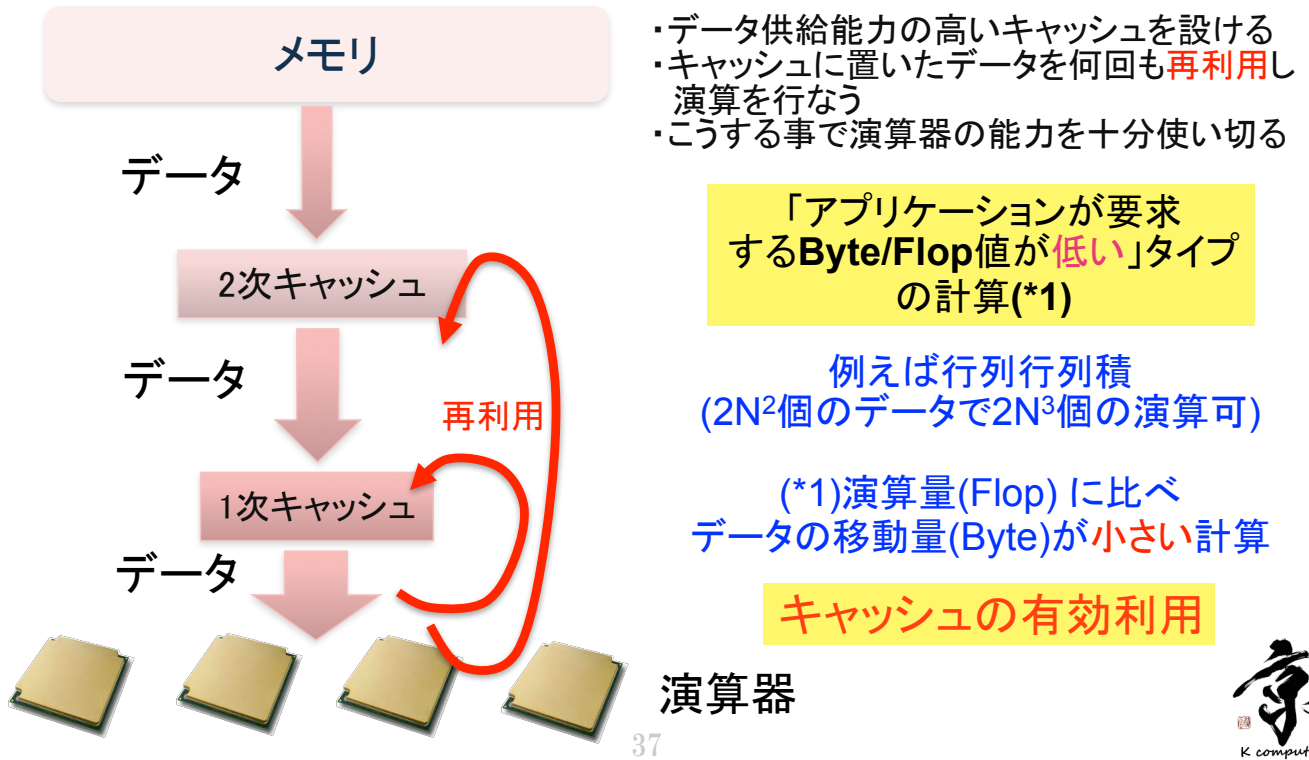 メモリ
データ
2次キャッシュ
データ
再利用
1次キャッシュ
データ
演算器
・データ供給能力の高いキャッシュを設ける
・キャッシュに置いたデータを何回も再利用し
演算を行なう
・こうする事で演算器の能力を十分使い切る
「アプリケーションが要求
するByte/Flop値が低い」タイプ
の計算(*1)
例えば行列行列積
(2N²個のデータで2N³個の演算可)
(*1)演算量(Flop) に比べ
データの移動量(Byte)が小さい計算
キャッシュの有効利用
37
京
K comput